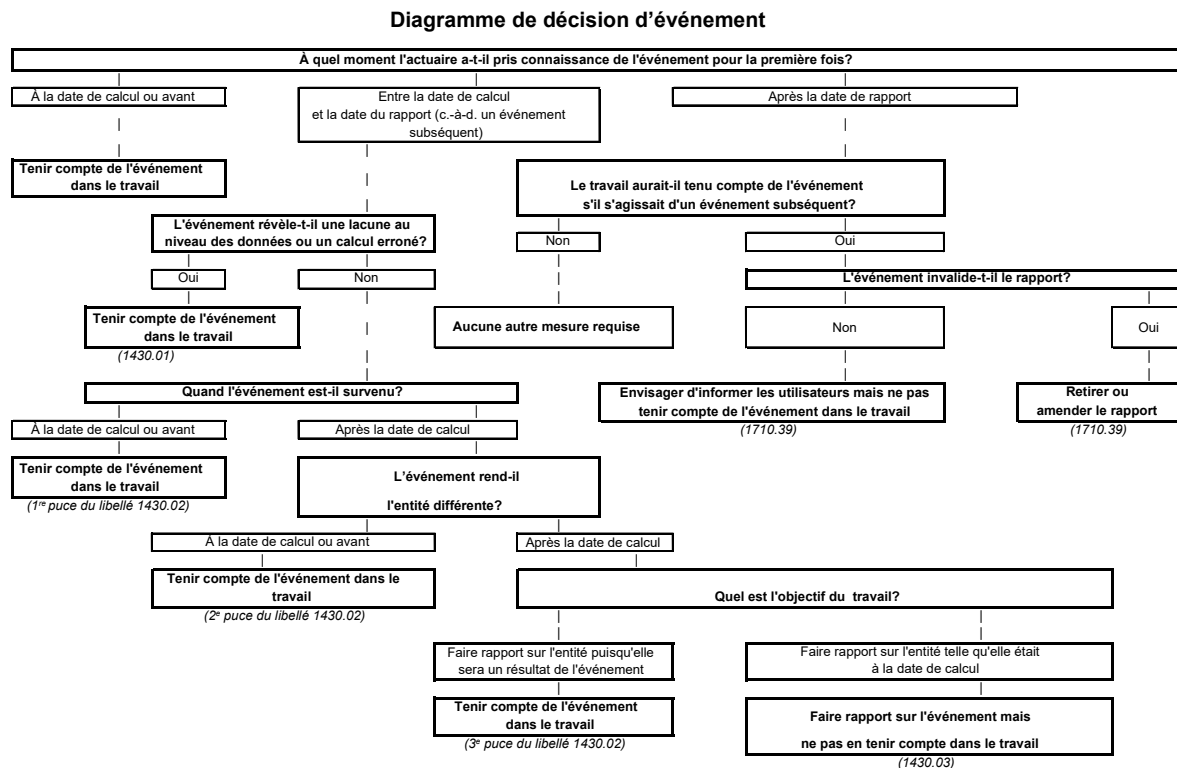 Diagramme de décision d’événement
À quel moment l'actuaire a-t-il pris connaissance de l'événement pour la première fois?
À la date de calcul ou avant
Entre la date de calcul
et la date du rapport (c.-à-d. un événement
subséquent)
Après la date de rapport
Tenir compte de l'événement
dans le travail
Le travail aurait-il tenu compte de l'événement
s'il s'agissait d'un événement subséquent?
L'événement révèle-t-il une lacune au
niveau des données ou un calcul erroné?
Non
Oui
Oui
Non
L'événement invalide-t-il le rapport?
Tenir compte de l'événement
dans le travail
(1430.01)
Aucune autre mesure requise
Non
Oui
Quand l'événement est-il survenu?
Envisager d'informer les utilisateurs mais ne pas
tenir compte de l'événement dans le travail
(1710.39)
Retirer ou
amender le rapport
(1710.39)
À la date de calcul ou avant
Après la date de calcul
Tenir compte de l'événement
dans le travail
(1re puce du libellé 1430.02)
L’événement rend-il
l'entité différente?
À la date de calcul ou avant
Après la date de calcul
Tenir compte de l'événement dans le
travail
(2e puce du libellé 1430.02)
Quel est l'objectif du travail?
Faire rapport sur l'entité puisqu'elle
sera un résultat de l'événement
Faire rapport sur l'entité telle qu'elle était
à la date de calcul
Tenir compte de l'événement
dans le travail
(3e puce du libellé 1430.02)
Faire rapport sur l'événement mais
ne pas en tenir compte dans le travail
(1430.03)